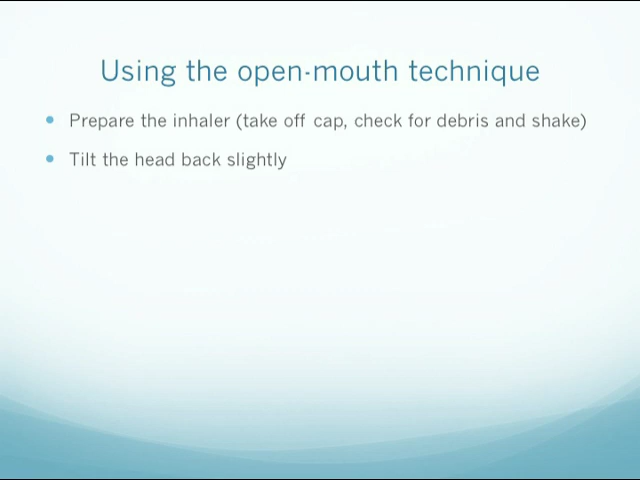 Using the open-mouth technique
Prepare the inhaler (take off cap, check for debris and shake)
Tilt the head back slightly